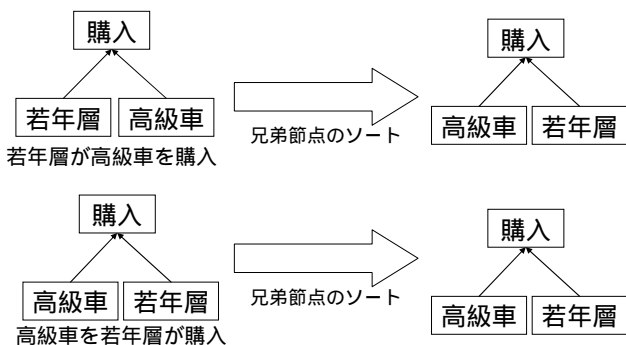 購入
購入
若年層 高級車
兄弟節点のソート
高級車 若年層
若年層が高級車を購入
購入
購入
高級車 若年層
兄弟節点のソート
高級車 若年層
高級車を若年層が購入